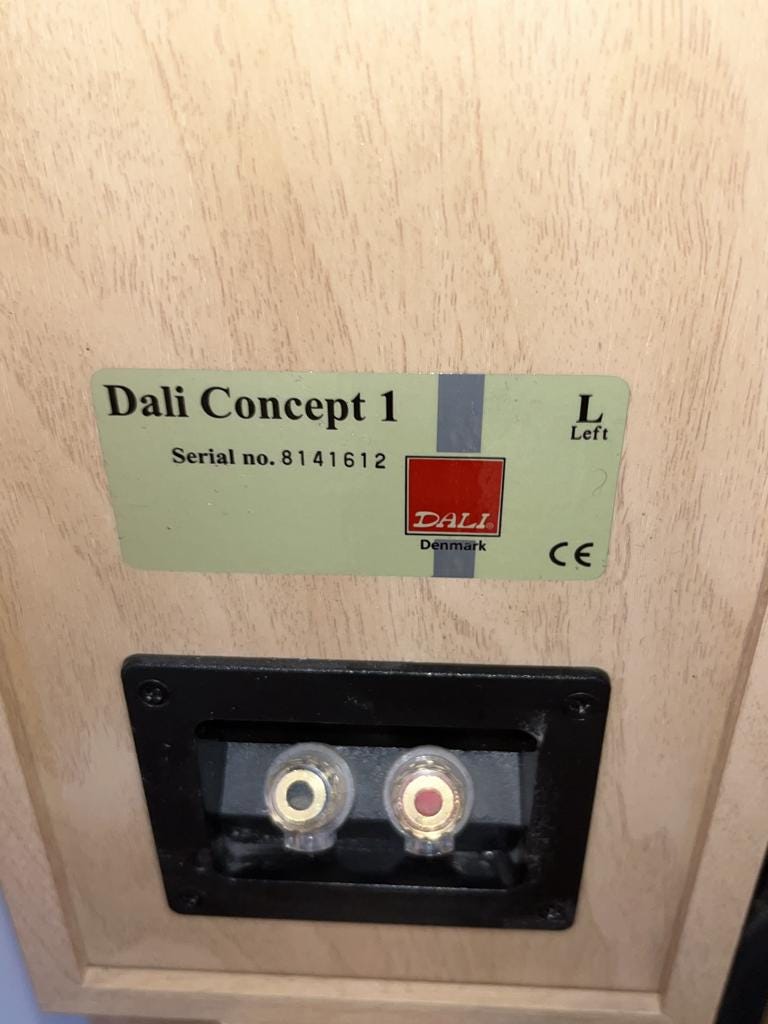 Dali Concept 1
L
Left
Serial no. 8141612
DALI®
Denmark
CE